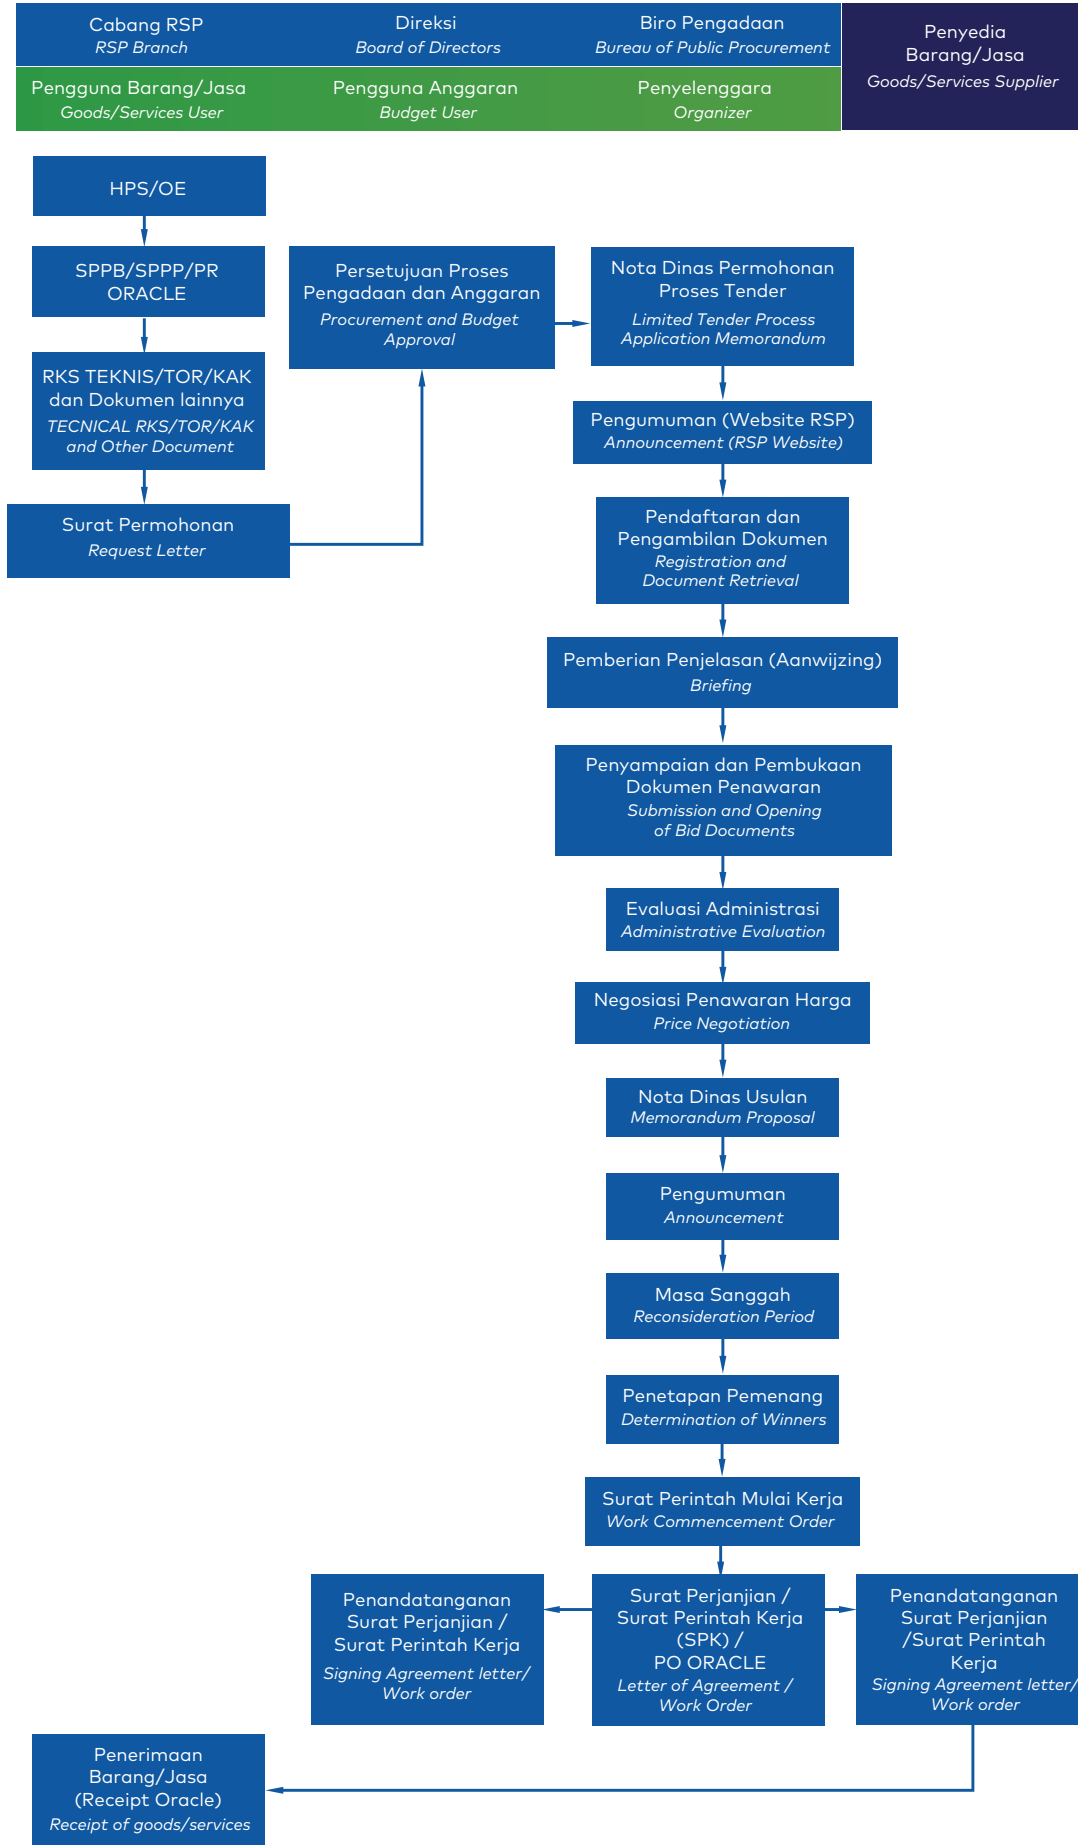 Cabang RSP
RSP Branch
Direksi
Board of Directors
Biro Pengadaan
Bureau of Public Procurement
Penyedia
Barang/Jasa
Goods/Services Supplier
Pengguna Barang/Jasa
Goods/Services User
Pengguna Anggaran
Budget User
Penyelenggara
Organizer
HPS/OE
SPPB/SPPP/PR
ORACLE
RKS TEKNIS/TOR/KAK
dan Dokumen lainnya
TECNICAL RKS/TOR/KAK
and Other Document
Surat Permohonan
Request Letter
Persetujuan Proses
Pengadaan dan Anggaran
Procurement and Budget
Approval
Nota Dinas Permohonan
Proses Tender
Limited Tender Process
Application Memorandum
Pengumuman (Website RSP)
Announcement (RSP Website)
Pendaftaran dan
Pengambilan Dokumen
Registration and
Document Retrieval
Pemberian Penjelasan (Aanwijzing)
Briefing
Penyampaian dan Pembukaan
Dokumen Penawaran
Submission and Opening
of Bid Documents
Evaluasi Administrasi
Administrative Evaluation
Negosiasi Penawaran Harga
Price Negotiation
Nota Dinas Usulan
Memorandum Proposal
Pengumuman
Announcement
Masa Sanggah
Reconsideration Period
Penetapan Pemenang
Determination of Winners
Surat Perintah Mulai Kerja
Work Commencement Order
Penandatanganan
Surat Perjanjian /
Surat Perintah Kerja
Signing Agreement letter/
Work order
Surat Perjanjian /
Surat Perintah Kerja
(SPK) /
PO ORACLE
Letter of Agreement /
Work Order
Penandatanganan
Surat Perjanjian
/Surat Perintah
Kerja
Signing Agreement letter/
Work order
Penerimaan
Barang/Jasa
(Receipt Oracle)
Receipt of goods/services